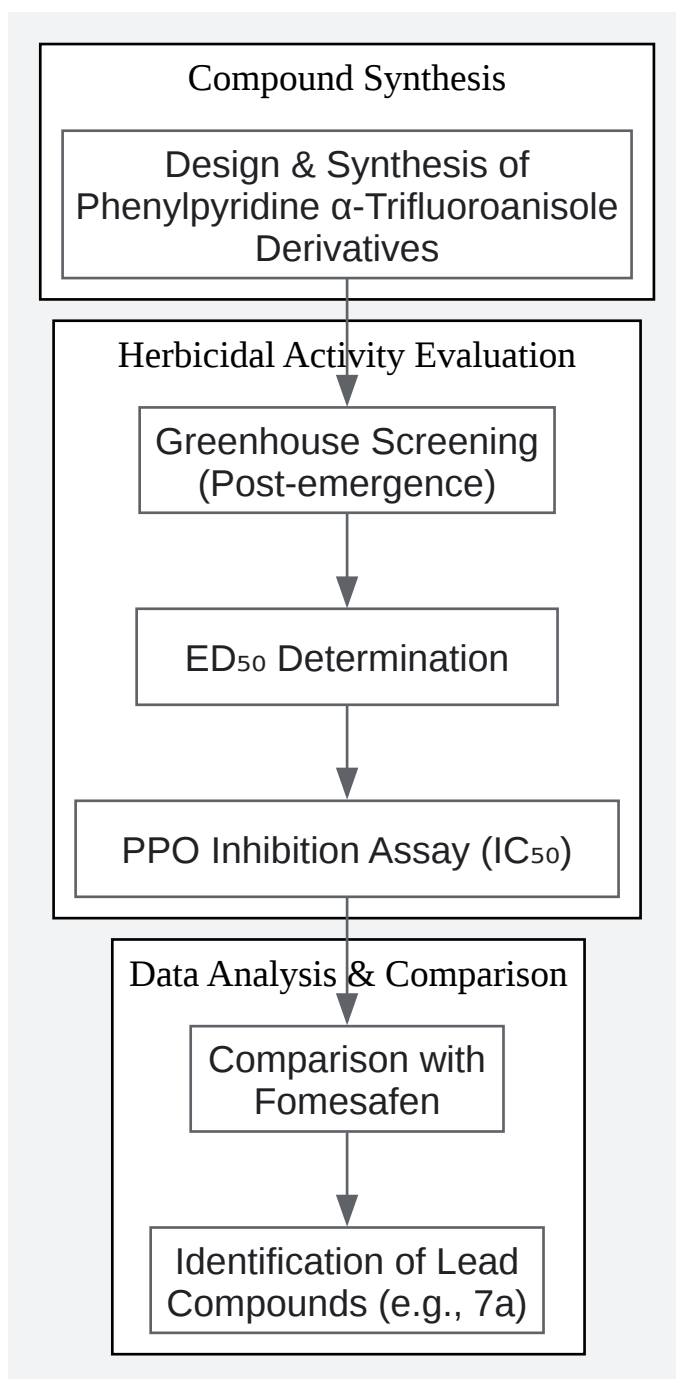 Compound Synthesis
Design & Synthesis of
Phenylpyridine α-Trifluoroanisole
Derivatives
Herbicidal Activity Evaluation
Greenhouse Screening
(Post-emergence)
ED₅₀ Determination
PPO Inhibition Assay (IC₅₀)
Data Analysis & Comparison
Comparison with
Fomesafen
Identification of Lead
Compounds (e.g., 7a)